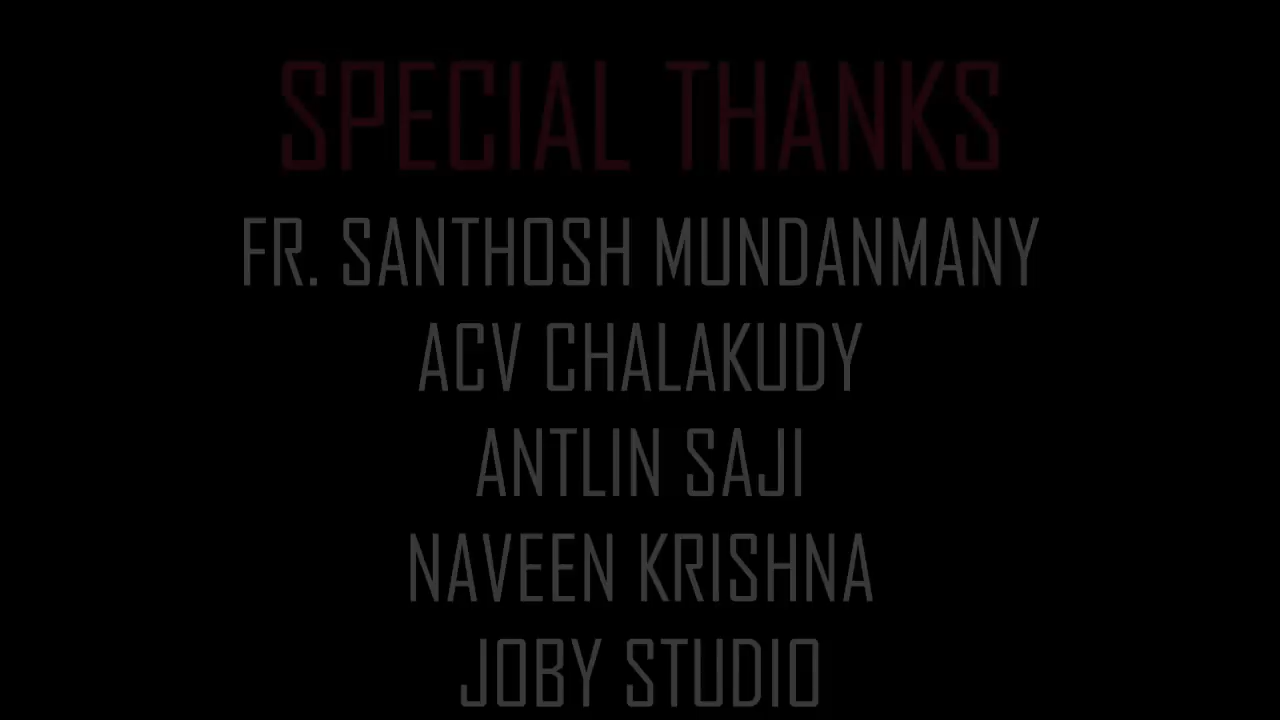 SPECIAL THANKS
FR. SANTHOSH MUNDANMANY
ACV CHALAKUDY
ANTLIN SAJI
NAVEEN KRISHNA
JOBY STUDIO